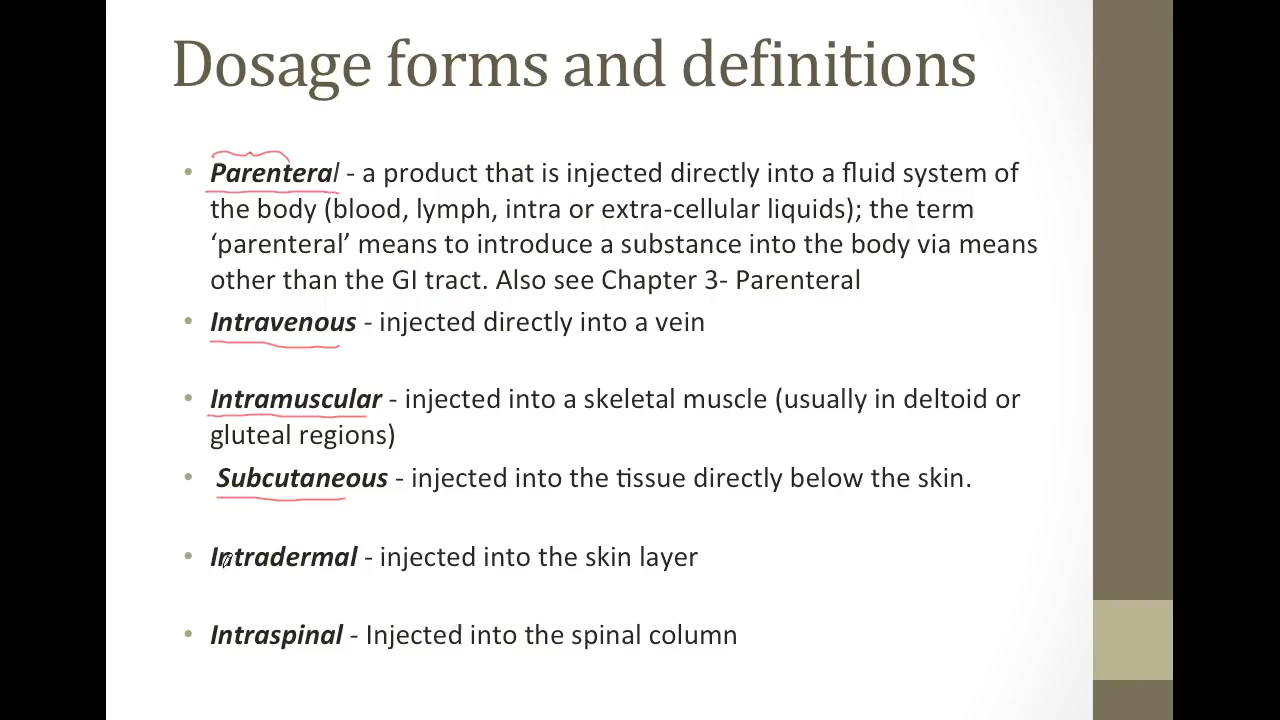 Dosage forms and definitions
• Parenteral - a product that is injected directly into a fluid system of
the body (blood, lymph, intra or extra-cellular liquids); the term
‘parenteral’ means to introduce a substance into the body via means
other than the GI tract. Also see Chapter 3- Parenteral
• Intravenous - injected directly into a vein
• Intramuscular - injected into a skeletal muscle (usually in deltoid or
gluteal regions)
• Subcutaneous - injected into the tissue directly below the skin.
• Intradermal - injected into the skin layer
• Intraspinal - Injected into the spinal column